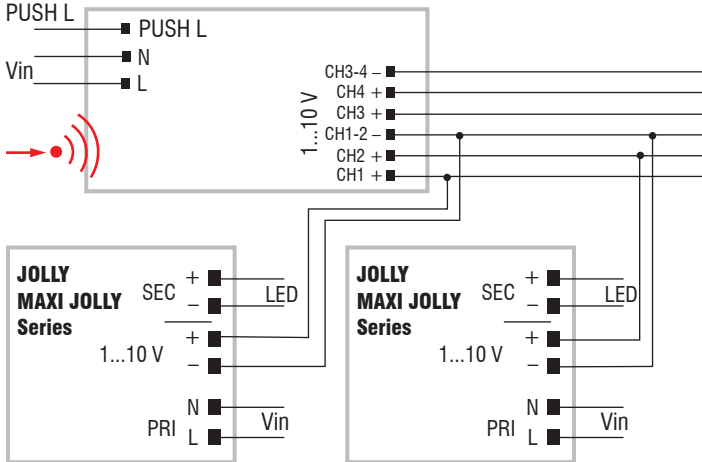 PUSH L
PUSH L
N
Vin
L
CH3-4 –
CH4 +
CH3 +
CH1-2 –
CH2 +
CH1 +
1...10 V
JOLLY
MAXI JOLLY
Series
SEC
+
–
LED
1...10 V
+
–
PRI
N
L
Vin
JOLLY
MAXI JOLLY
Series
SEC
+
–
LED
1...10 V
+
–
PRI
N
L
Vin